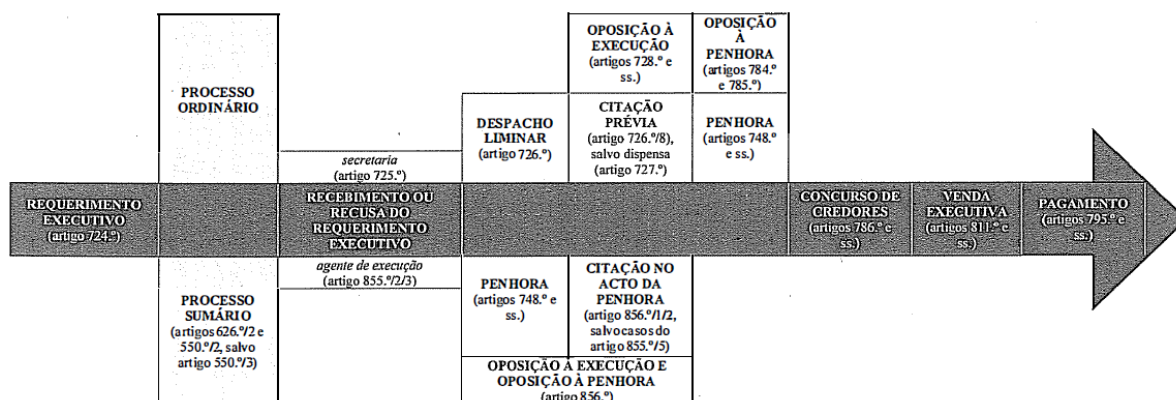 OPOSIÇÃO À
EXECUÇÃO
(artigos 728.º e
ss.)
OPOSIÇÃO
À
PENHORA
(artigos 784.º
e 785.º)
PROCESSO
ORDINÁRIO
DESPACHO
LIMINAR
(artigo 726.º)
CITAÇÃO
PRÉVIA
(artigo 726.º/8),
salvo dispensa
(artigo 727.º)
PENHORA
(artigos 748.º
e ss.)
secretaria
(artigo 725.º)
REQUERIMENTO
EXECUTIVO
(artigo 724.º)
RECEBIMENTO OU
RECUSA DO
REQUERIMENTO
EXECUTIVO
CONCURSO DE
CREDORES
(artigos 786.º e
ss.)
VENDA
EXECUTIVA
(artigos 811.º e
ss.)
PAGAMENTO
(artigos 795.º e
ss.)
agente de execução
(artigo 855.º/2/3)
PROCESSO
SUMÁRIO
(artigos 626.º/2 e
550.º/2, salvo
artigo 550.º/3)
PENHORA
(artigos 748.º e
ss.)
CITAÇÃO NO
ACTO DA
PENHORA
(artigo 856.º/1/2,
salvo casos do
artigo 855.º/5)
OPOSIÇÃO À EXECUÇÃO E
OPOSIÇÃO À PENHORA
(artigo 856.º)